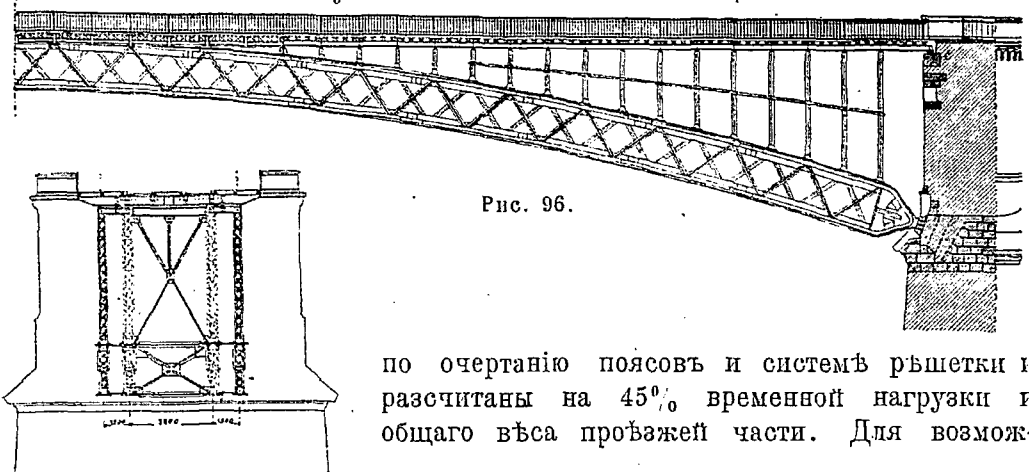 Рис. 96.
по очертанію поясовъ и системѣ рѣшетки и
разсчитаны на 45% временной нагрузки и
общаго вѣса проѣзжей части. Для возмож-